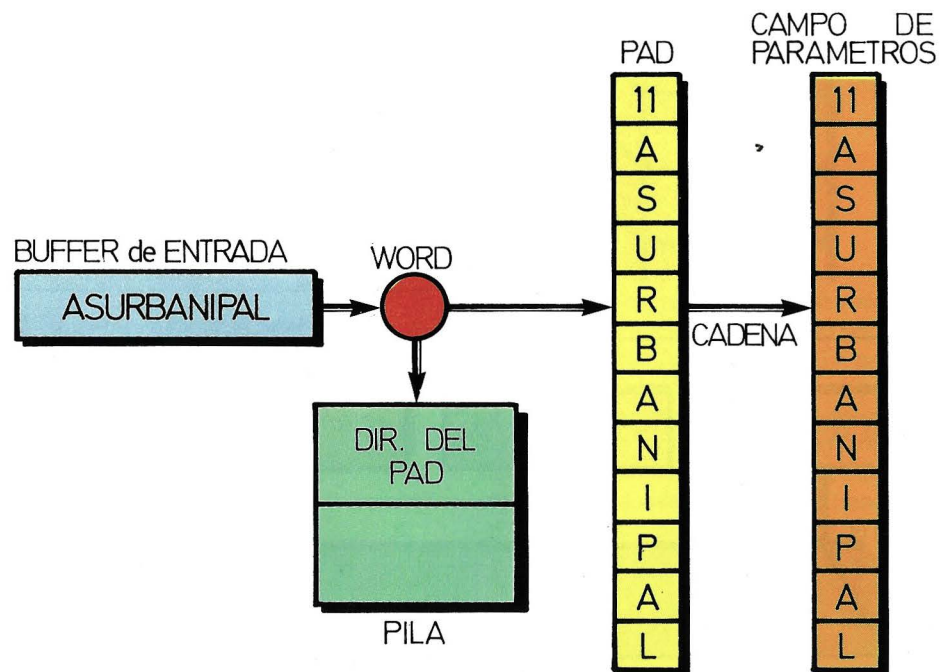 BUFFER de ENTRADA
ASURBANIPAL
WORD
DIR. DEL
PAD
PILA
PAD
11
A
S
U
R
B
A
N
I
P
A
L
CADENA
CAMPO DE
PARAMETROS
11
A
S
U
R
B
A
N
I
P
A
L